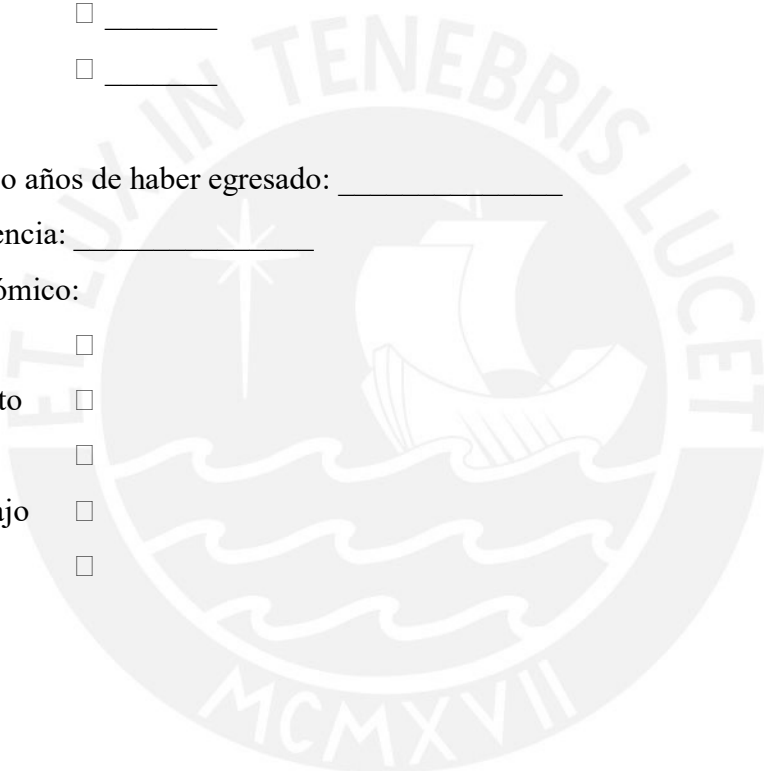 ☐ _______
☐ _______
o años de haber egresado: ______________
encia: _______________
ómico:
☐
to ☐
☐
ajo ☐
☐
ET LUX IN TENEBRIS LUCET
MCMXVII